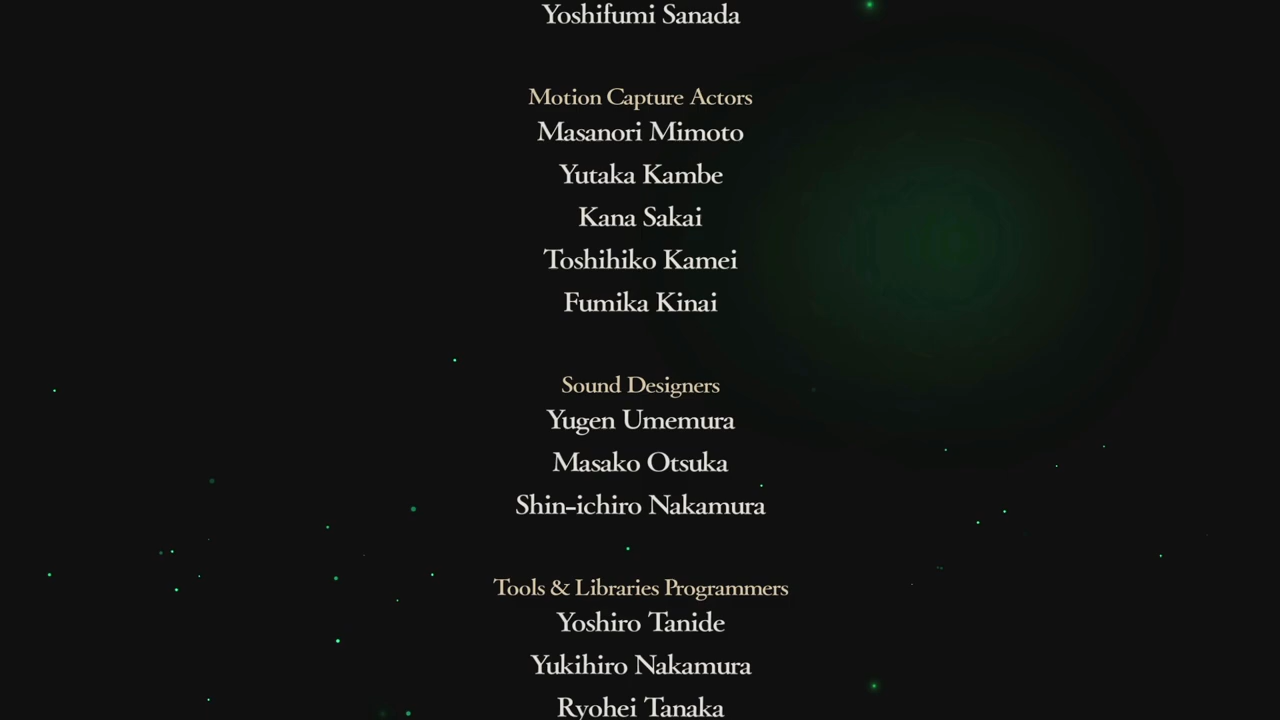 Yoshifumi Sanada
Motion Capture Actors
Masanori Mimoto
Yutaka Kambe
Kana Sakai
Toshihiko Kamei
Fumika Kinai
Sound Designers
Yugen Umemura
Masako Otsuka
Shin-ichiro Nakamura
Tools & Libraries Programmers
Yoshiro Tanide
Yukihiro Nakamura
Ryohei Tanaka